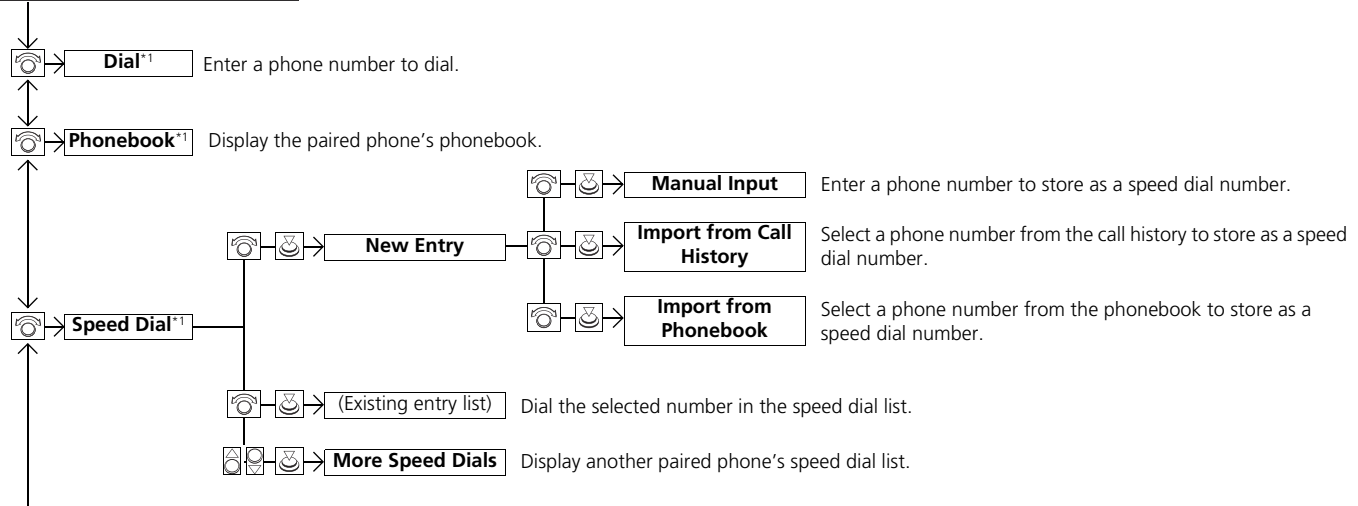 Dial*1
Enter a phone number to dial.
Phonebook*1
Display the paired phone’s phonebook.
Manual Input
Enter a phone number to store as a speed dial number.
New Entry
Import from Call
History
Select a phone number from the call history to store as a speed
dial number.
Speed Dial*1
Import from
Phonebook
Select a phone number from the phonebook to store as a
speed dial number.
(Existing entry list)
Dial the selected number in the speed dial list.
More Speed Dials
Display another paired phone’s speed dial list.